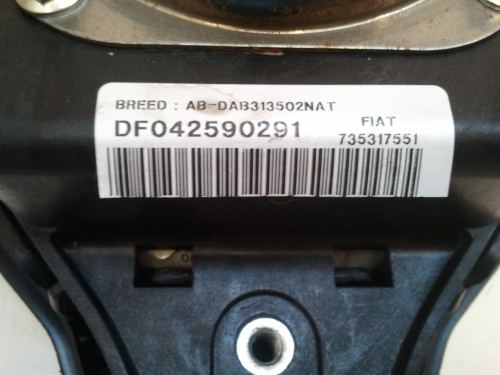 BREED : AB-DAB313502NAT
DF042590291 FIAT
735317551